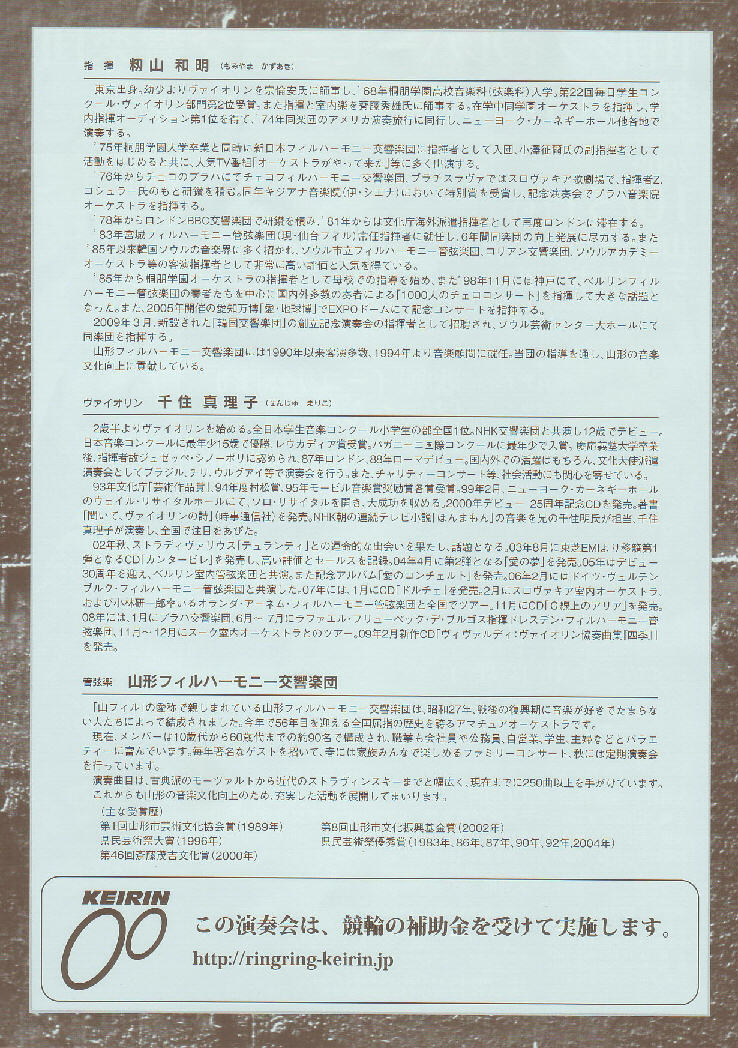 指　揮　籾山 和明 （もみやま　かずあき）
東京出身。幼少よりヴァイオリンを宗倫安氏に師事し、'68年桐朋学園高校音楽科（弦楽科）入学。第22回毎日学生コン
クール・ヴァイオリン部門第2位受賞。また指揮と室内楽を斉藤秀雄氏に師事する。在学中同学園オーケストラを指揮し、学
内指揮オーディション第1位を得て、'74年同楽団のアメリカ演奏旅行に同行し、ニューヨーク・カーネギーホール他各地で
演奏する。
'75年桐朋学園大学卒業と同時に新日本フィルハーモニー交響楽団に指揮者として入団、小澤征爾氏の副指揮者として
活動をはじめると共に、人気TV番組「オーケストラがやって来た」等に多く出演する。
'76年からチェコのプラハにてチェコフィルハーモニー交響楽団、ブラチスラヴァではスロヴァキア歌劇場で、指揮者Z.
コシュラー氏のもと研鑽を積む。同年キジアナ音楽院（伊・シエナ）において特別賞を受賞し、記念演奏会でプラハ音楽院
オーケストラを指揮する。
'78年からロンドンBBC交響楽団で研鑽を積み、'81年からは文化庁海外派遣指揮者として再度ロンドンに滞在する。
'83年宮城フィルハーモニー管弦楽団（現・仙台フィル）常任指揮者に就任し、6年間同楽団の向上発展に尽力する。また
'85年以来韓国ソウルの音楽界に多く招かれ、ソウル市立フィルハーモニー管弦楽団、コリアン交響楽団、ソウルアカデミー
オーケストラ等の客演指揮者として非常に高い評価と人気を得ている。
'85年から桐朋学園オーケストラの指揮者として母校での指導を始め、また'98年11月には神戸にて、ベルリンフィル
ハーモニー管弦楽団の奏者たちを中心に国内外多数の奏者による「1000人のチェロコンサート」を指揮して大きな話題と
なった。また、2005年開催の愛知万博「愛・地球博」でEXPOドームにて記念コンサートを指揮する。
2009年3月、新設された「韓国交響楽団」の創立記念演奏会の指揮者として招聘され、ソウル芸術センター大ホールにて
同楽団を指揮する。
山形フィルハーモニー交響楽団には1990年以来客演多数、1994年より音楽顧問に就任。当団の指導を通し、山形の音楽
文化向上に貢献している。
ヴァイオリン　千住 真理子 （せんじゅ　まりこ）
2歳半よりヴァイオリンを始める。全日本学生音楽コンクール小学生の部全国1位。NHK交響楽団と共演し12歳でデビュー。
日本音楽コンクールに最年少15歳で優勝、レウカディア賞受賞。パガニーニ国際コンクールに最年少で入賞。慶應義塾大学卒業
後、指揮者故ジュゼッペ・シノーポリに認められ、87年ロンドン、88年ローマデビュー。国内外での活躍はもちろん、文化大使派遣
演奏会としてブラジル、チリ、ウルグアイ等で演奏会を行う。また、チャリティーコンサート等、社会活動にも関心を寄せている。
93年文化庁「芸術作品賞」、94年度村松賞、95年モービル音楽賞奨励賞各賞受賞。99年2月、ニューヨーク・カーネギーホール
のウェイル・リサイタルホールにて、ソロ・リサイタルを開き、大成功を収める。2000年デビュー25周年記念CDを発売。著書
「聞いて、ヴァイオリンの詩」（時事通信社）を発売。NHK朝の連続テレビ小説「ほんまもん」の音楽を兄の千住明氏が担当、千住
真理子が演奏し、全国で注目をあびた。
02年秋、ストラディヴァリウス「デュランティ」との運命的な出会いを果たし、話題となる。03年8月に東芝EMIより移籍第1
弾となるCD「カンタービレ」を発売し、高い評価とセールスを記録。04年4月に第2弾となる「愛の夢」を発売。05年はデビュー
30周年を迎え、ベルリン室内管弦楽団と共演。また記念アルバム「愛のコンチェルト」を発売。06年2月にはドイツ・ヴュルテン
ブルク・フィルハーモニー管弦楽団と共演した。07年には、1月にCD「ドルチェ」を発売。2月にスロヴァキア室内オーケストラ、
および小林研一郎率いるオランダ・アーネム・フィルハーモニー管弦楽団と全国でツアー。11月にCD「G線上のアリア」を発売。
08年には、1月にプラハ交響楽団、6月～7月にラファエル・フリューベック・デ・ブルゴス指揮ドレスデン・フィルハーモニー管
弦楽団、11月～12月にスーク室内オーケストラとのツアー。09年2月新作CD「ヴィヴァルディ：ヴァイオリン協奏曲集『四季』」
を発売。
管弦楽　山形フィルハーモニー交響楽団
「山フィル」の愛称で親しまれている山形フィルハーモニー交響楽団は、昭和27年、戦後の復興期に音楽が好きでたまらな
い人たちによって結成されました。今年で56年目を迎える全国屈指の歴史を誇るアマチュアオーケストラです。
現在、メンバーは10歳代から60歳代までの約90名で構成され、職業も会社員や公務員、自営業、学生、主婦などとバラエ
ティーに富んでいます。毎年著名なゲストを招いて、春には家族みんなで楽しめるファミリーコンサート、秋には定期演奏会
を行っています。
演奏曲目は、古典派のモーツァルトから近代のストラヴィンスキーまでと幅広く、現在までに250曲以上を手がけています。
これからも山形の音楽文化向上のため、充実した活動を展開してまいります。
（主な受賞歴）
第1回山形市芸術文化協会賞（1989年）　第8回山形市文化振興基金賞（2002年）
県民芸術祭大賞（1996年）　県民芸術祭優秀賞（1983年、86年、87年、90年、92年、2004年）
第46回斎藤茂吉文化賞（2000年）
KEIRIN
この演奏会は、競輪の補助金を受けて実施します。
http://ringring-keirin.jp